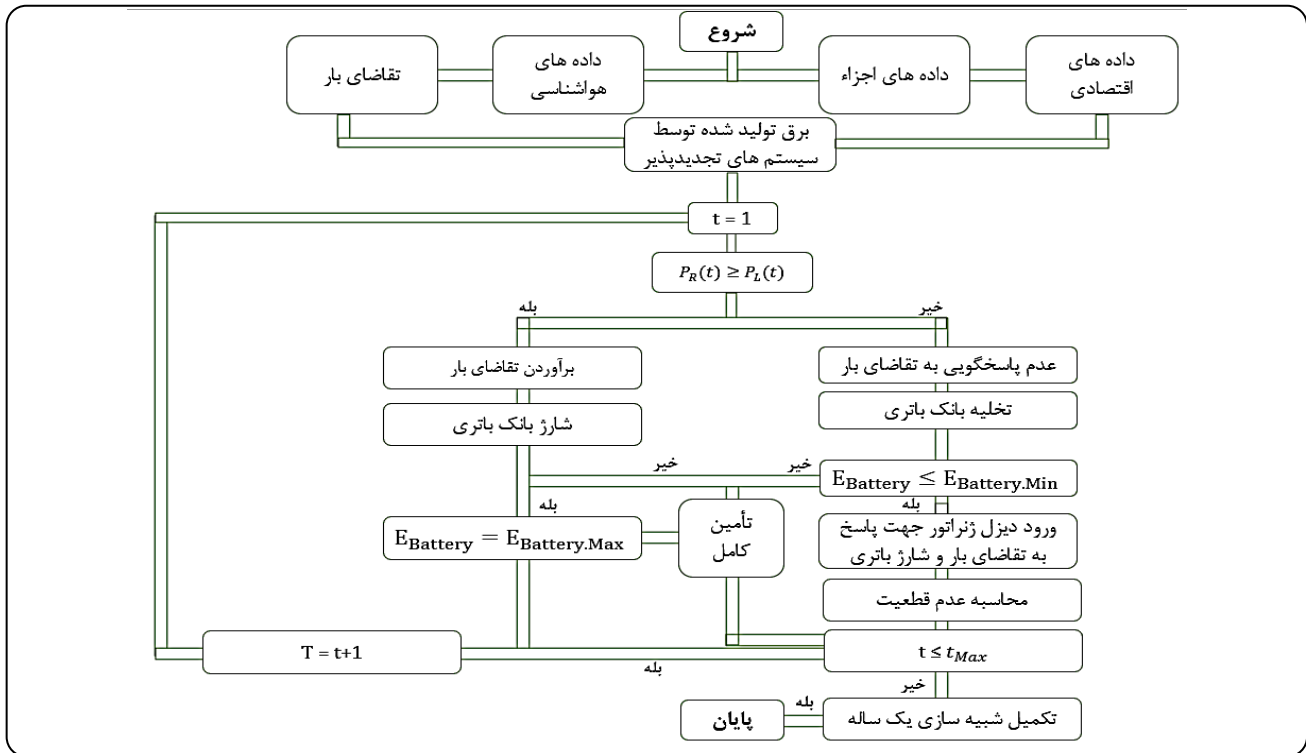 شروع
داده های
اقتصادی
داده های اجزاء
داده های
هواشناسی
تقاضای بار
برق تولید شده توسط
سیستم های تجدیدپذیر
t = 1
P_R(t) ≥ P_L(t)
خیر
بله
عدم پاسخگویی به تقاضای بار
برآوردن تقاضای بار
تخلیه بانک باتری
شارژ بانک باتری
خیر
خیر
E_Battery ≤ E_Battery.Min
بله
بله
E_Battery = E_Battery.Max
تأمین
کامل
ورود دیزل ژنراتور جهت پاسخ
به تقاضای بار و شارژ باتری
محاسبه عدم قطعیت
t ≤ t_Max
بله
T = t+1
خیر
تکمیل شبیه سازی یک ساله
بله
پایان